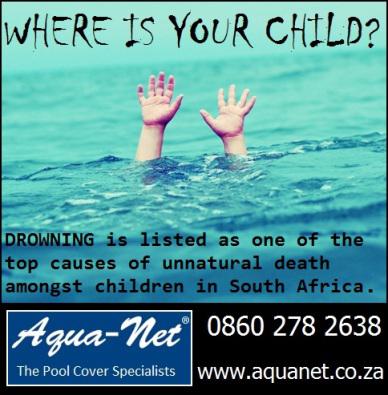 WHERE IS YOUR CHILD?
DROWNING is listed as one of the
top causes of unnatural death
amongst children in South Africa.
Aqua-Net®
The Pool Cover Specialists
0860 278 2638
www.aquanet.co.za